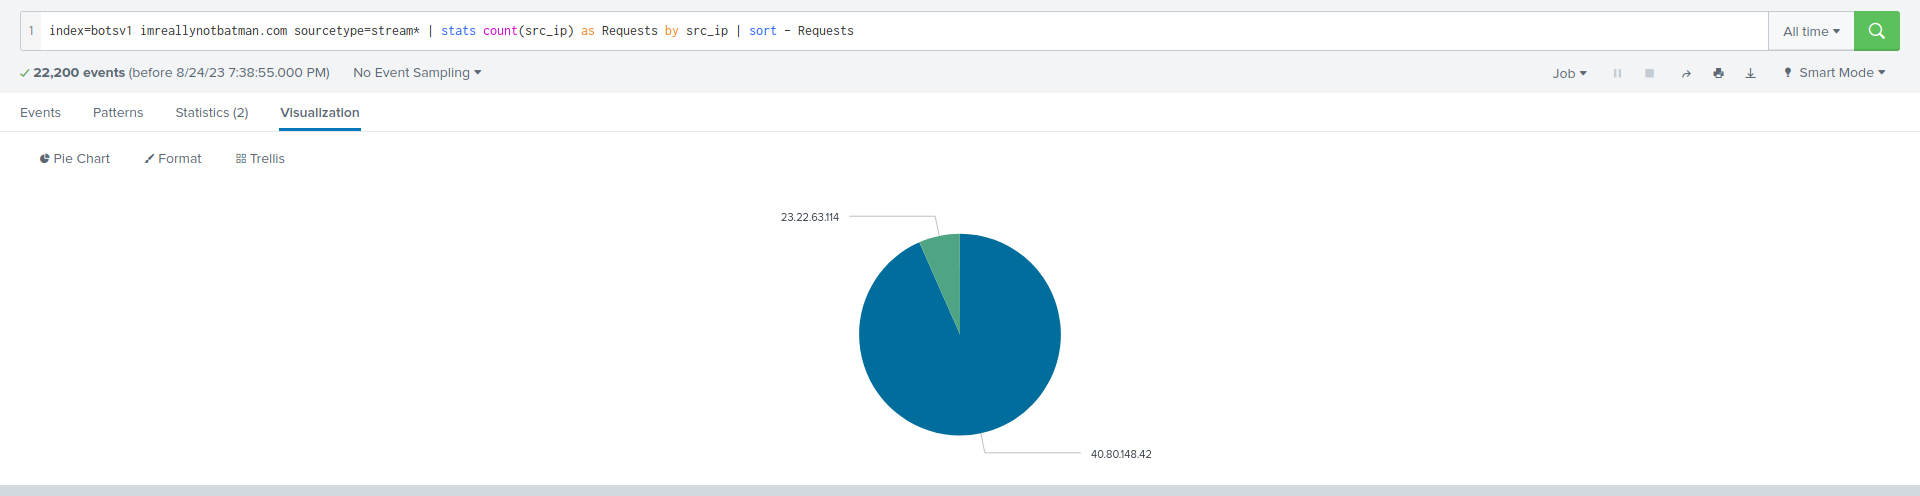 1 index=botsv1 imreallynotbatman.com sourcetype=stream* | stats count(src_ip) as Requests by src_ip | sort - Requests All time
22,200 events (before 8/24/23 7:38:55.000 PM) No Event Sampling Job Smart Mode
Events Patterns Statistics (2) Visualization
Pie Chart Format Trellis
23.22.63.114
40.80.148.42